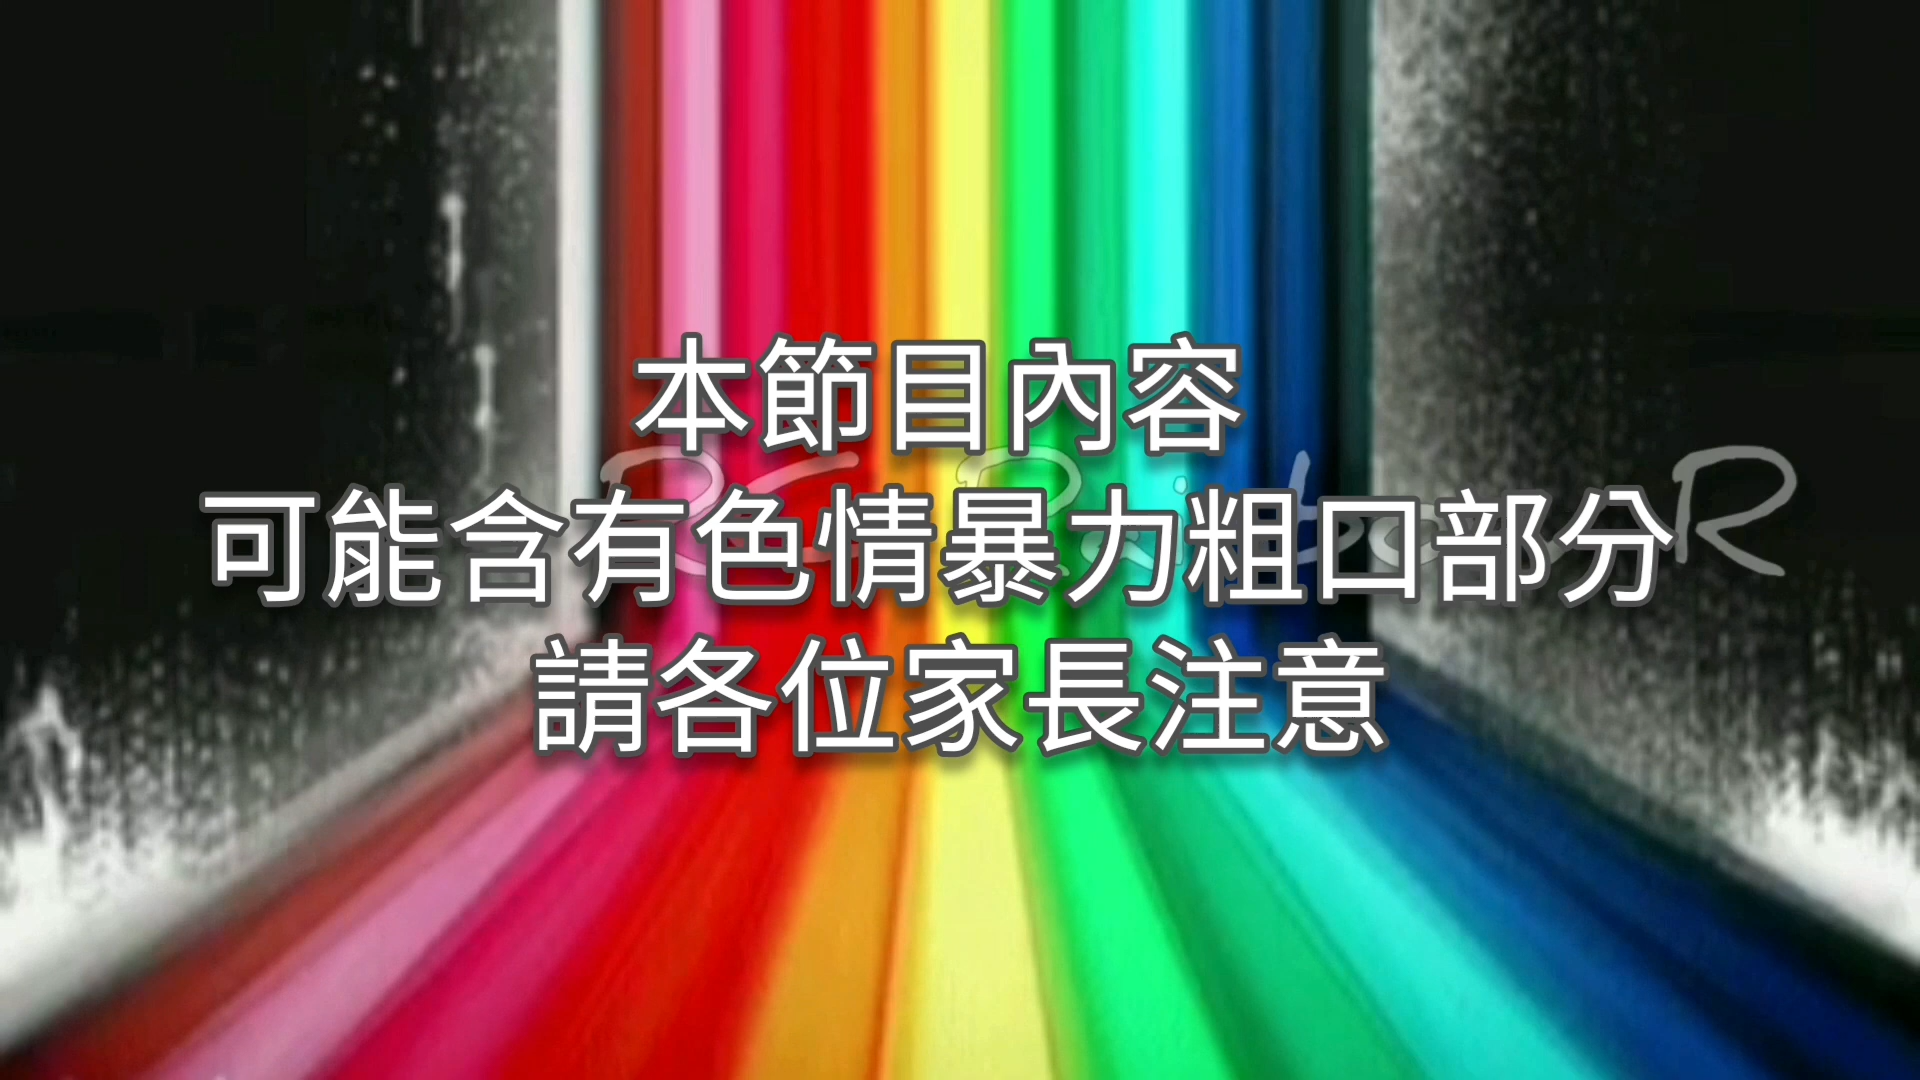 本節目內容
可能含有色情暴力粗口部分
請各位家長注意